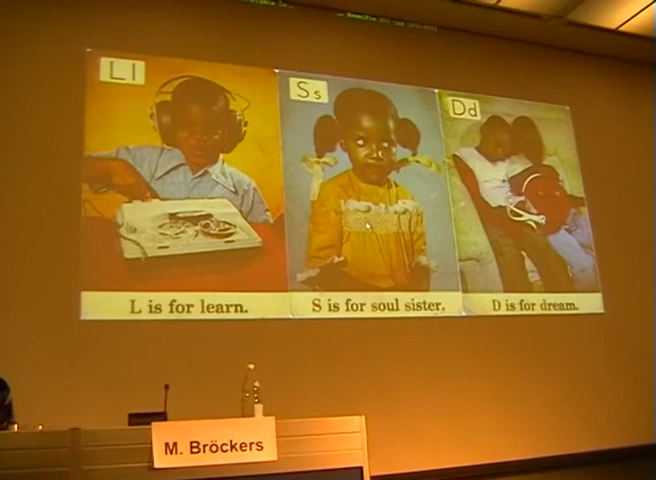 Ll
Ss
Dd
L is for learn.
S is for soul sister.
D is for dream.
M. Bröckers